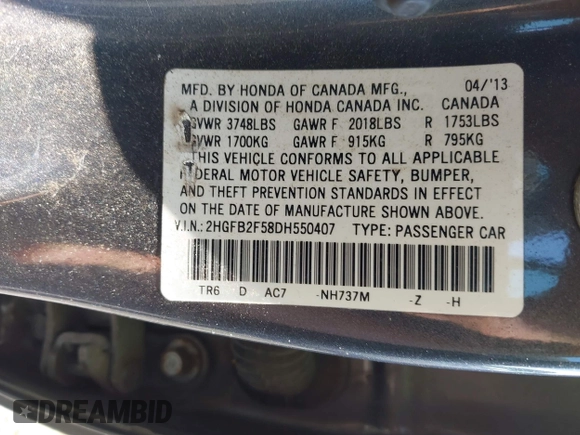 MFD. BY HONDA OF CANADA MFG., 04/'13
A DIVISION OF HONDA CANADA INC. CANADA
GVWR 3748LBS GAWR F 2018LBS R 1753LBS
GVWR 1700KG GAWR F 915KG R 795KG
THIS VEHICLE CONFORMS TO ALL APPLICABLE
FEDERAL MOTOR VEHICLE SAFETY, BUMPER,
AND THEFT PREVENTION STANDARDS IN EFFECT
ON THE DATE OF MANUFACTURE SHOWN ABOVE.
V.I.N.: 2HGFB2F58DH550407 TYPE: PASSENGER CAR
TR6 D AC7 -NH737M -Z -H
DREAMBID